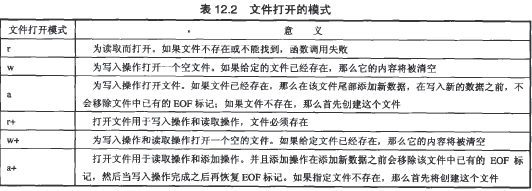 表 12.2 文件打开的模式
文件打开模式 意 义
r 为读取而打开。如果文件不存在或不能找到，函数调用失败
w 为写入操作打开一个空文件。如果给定的文件已经存在，那么它的内容将被清空
a 为写入操作打开文件。如果文件已经存在，那么在该文件尾部添加新数据，在写入新的数据之前，不
会移除文件中已有的 EOF 标记；如果文件不存在，那么首先创建这个文件
r+ 打开文件用于写入操作和读取操作，文件必须存在
w+ 为写入操作和读取操作打开一个空的文件。如果给定文件已经存在，那么它的内容将被清空
a+ 打开文件用于读取和添加操作。并且添加操作在添加新数据之前会移除该文件中已有的 EOF 标
记，然后当写入操作完成之后再恢复 EOF 标记。如果指定文件不存在，那么首先将创建这个文件